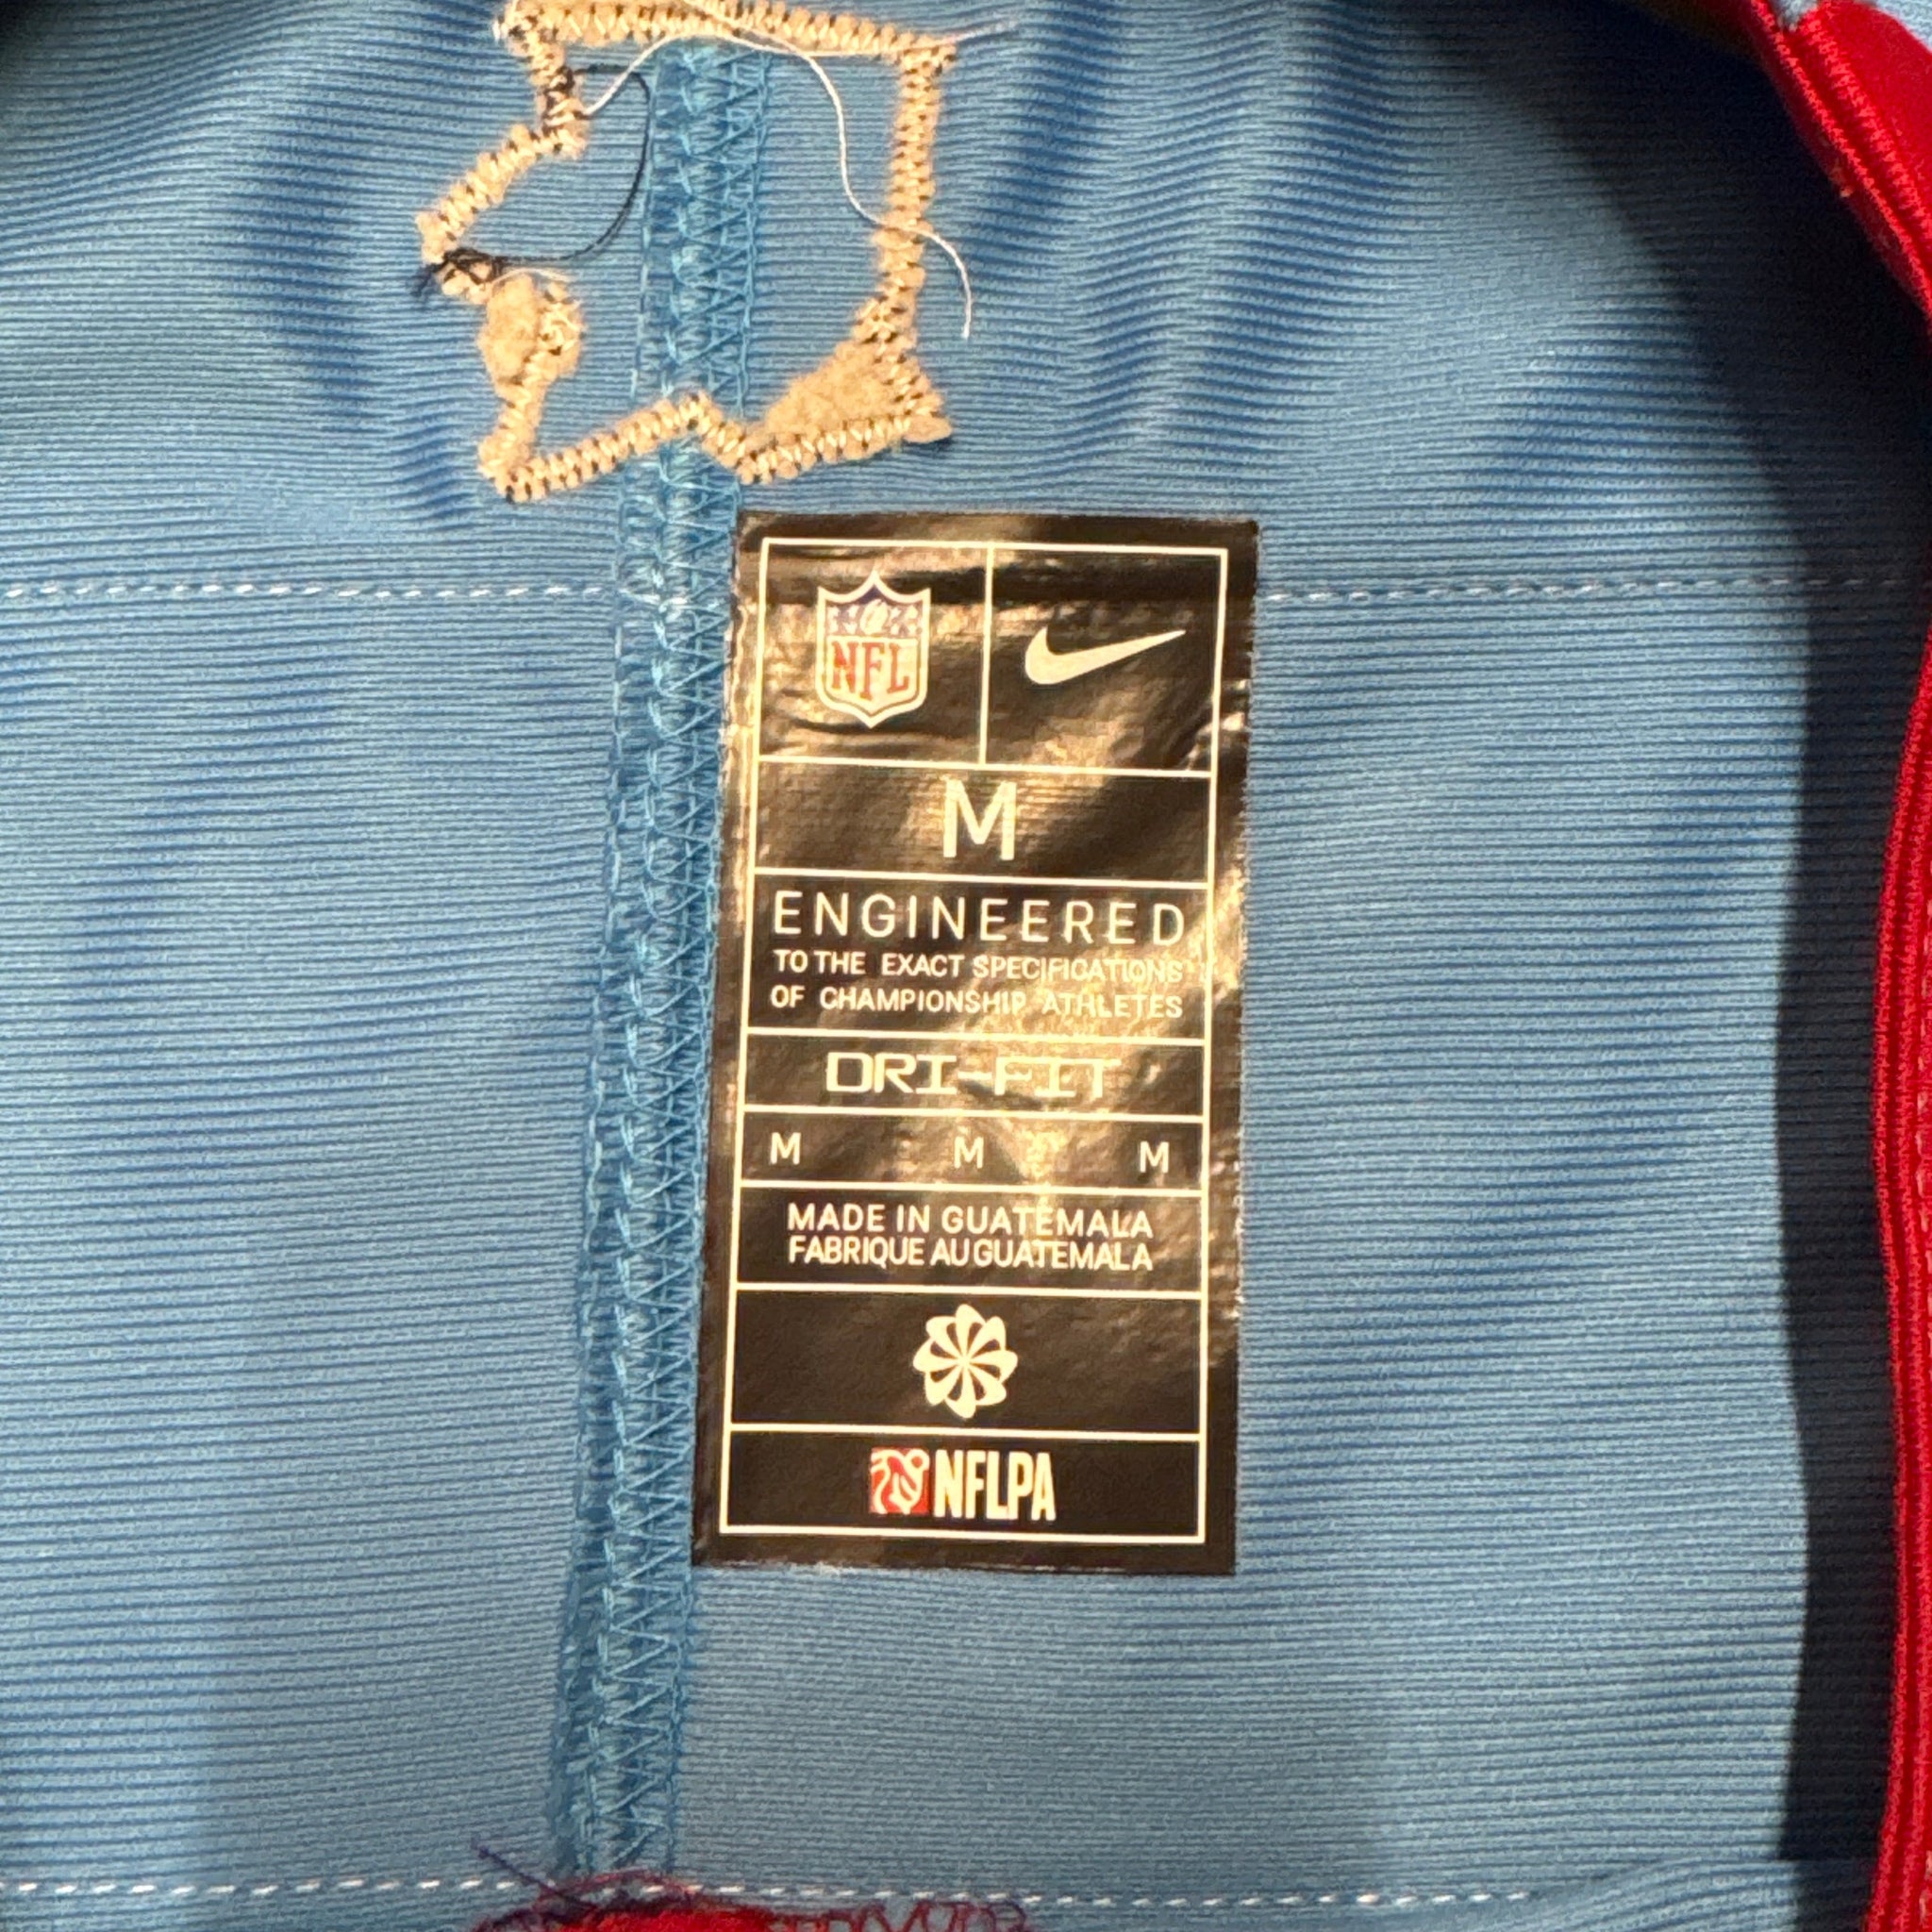 NFL
M
ENGINEERED
TO THE EXACT SPECIFICATIONS
OF CHAMPIONSHIP ATHLETES
DRI-FIT
M M M
MADE IN GUATEMALA
FABRIQUE AU GUATEMALA
NFLPA